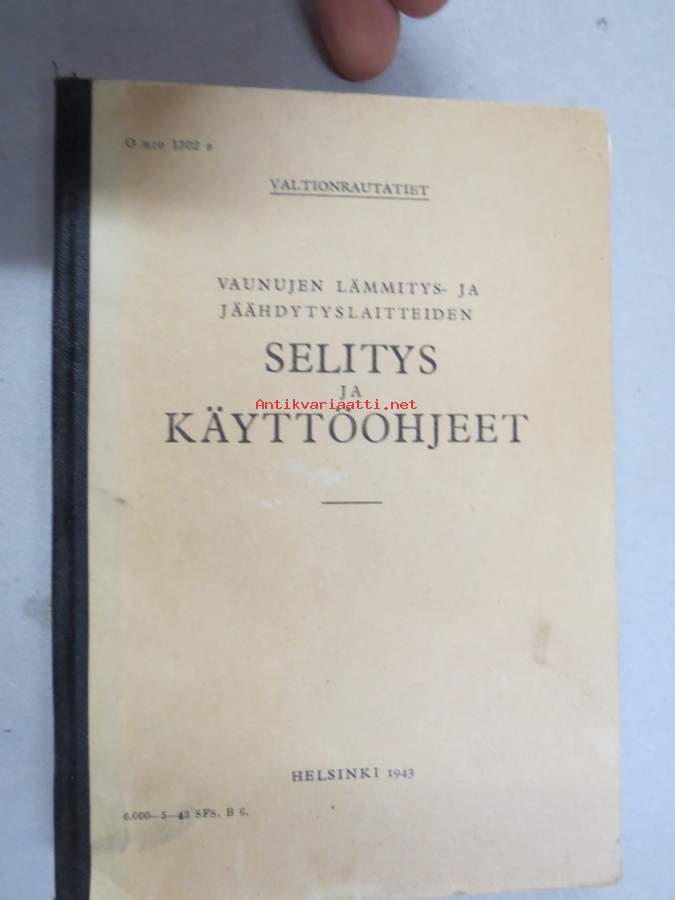 O n:o 1302 s
VALTIONRAUTATIET
VAUNUJEN LÄMMITYS- JA
JÄÄHDYTYSLAITTEIDEN
SELITYS
JA
Antikvariaatti.net
KÄYTTÖOHJEET
HELSINKI 1943
6.000—5—43 SFS. B 6.